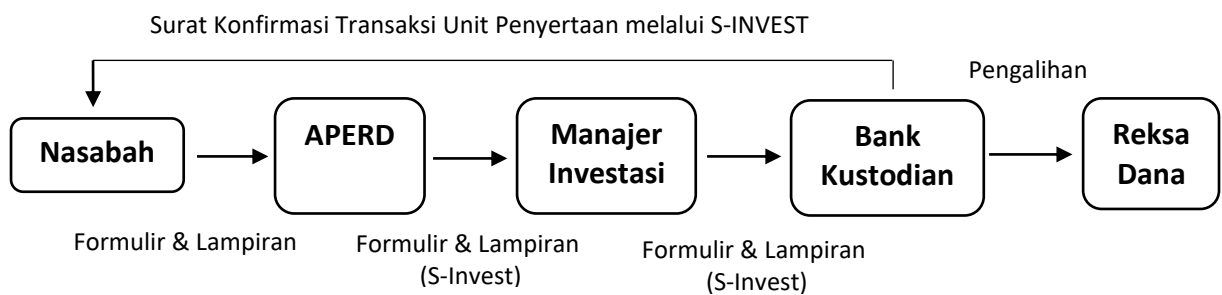 Surat Konfirmasi Transaksi Unit Penyertaan melalui S-INVEST
Pengalihan
Nasabah
APERD
Manajer
Investasi
Bank
Kustodian
Reksa
Dana
Formulir & Lampiran
Formulir & Lampiran
(S-Invest)
Formulir & Lampiran
(S-Invest)